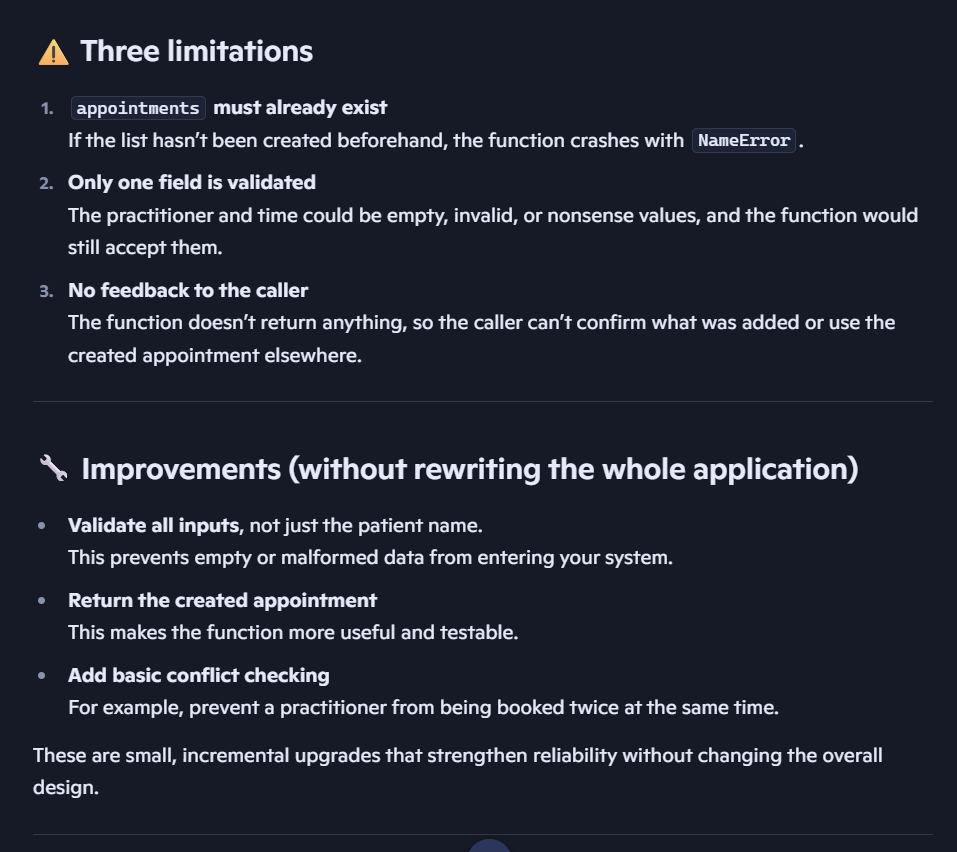 ⚠️ Three limitations
1. appointments must already exist
If the list hasn’t been created beforehand, the function crashes with NameError.
2. Only one field is validated
The practitioner and time could be empty, invalid, or nonsense values, and the function would
still accept them.
3. No feedback to the caller
The function doesn’t return anything, so the caller can’t confirm what was added or use the
created appointment elsewhere.
🔧 Improvements (without rewriting the whole application)
• Validate all inputs, not just the patient name.
This prevents empty or malformed data from entering your system.
• Return the created appointment
This makes the function more useful and testable.
• Add basic conflict checking
For example, prevent a practitioner from being booked twice at the same time.
These are small, incremental upgrades that strengthen reliability without changing the overall
design.